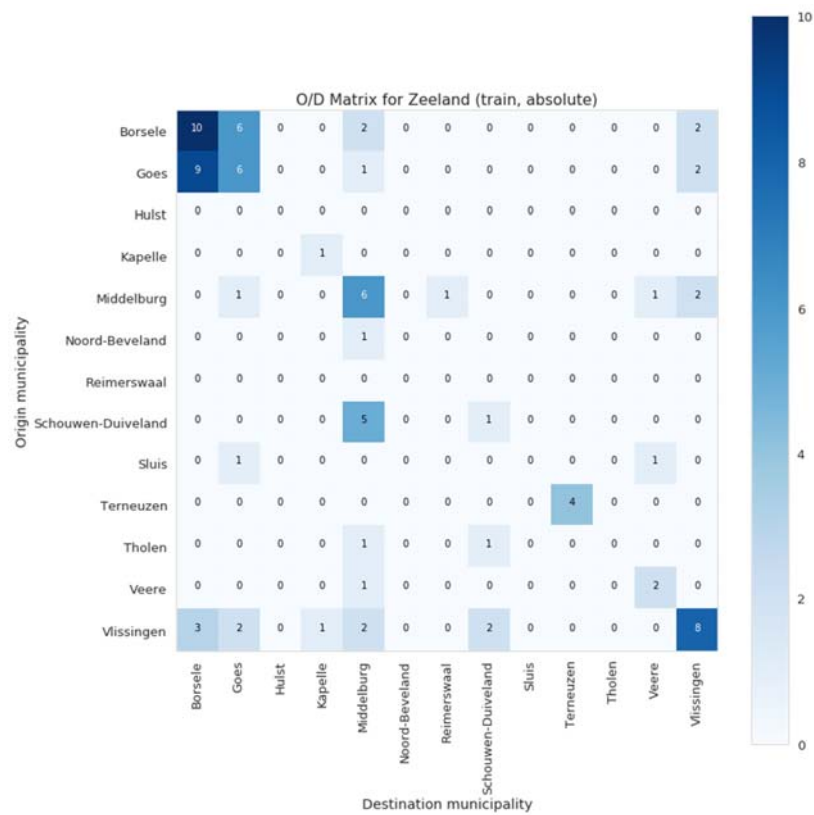 O/D Matrix for Zeeland (train, absolute)
10
8
6
4
2
0
Origin municipality
Borsele 10 6 0 0 2 0 0 0 0 0 0 0 2
Goes 9 6 0 0 1 0 0 0 0 0 0 0 2
Hulst 0 0 0 0 0 0 0 0 0 0 0 0 0
Kapelle 0 0 0 1 0 0 0 0 0 0 0 0 0
Middelburg 0 1 0 0 6 0 1 0 0 0 0 1 2
Noord-Beveland 0 0 0 0 1 0 0 0 0 0 0 0 0
Reimerswaal 0 0 0 0 0 0 0 0 0 0 0 0 0
Schouwen-Duiveland 0 0 0 0 5 0 0 1 0 0 0 0 0
Sluis 0 1 0 0 0 0 0 0 0 0 0 1 0
Terneuzen 0 0 0 0 0 0 0 0 0 4 0 0 0
Tholen 0 0 0 0 1 0 0 1 0 0 0 0 0
Veere 0 0 0 0 1 0 0 0 0 0 0 2 0
Vlissingen 3 2 0 1 2 0 0 2 0 0 0 0 8
Borsele
Goes
Hulst
Kapelle
Middelburg
Noord-Beveland
Reimerswaal
Schouwen-Duiveland
Sluis
Terneuzen
Tholen
Veere
Vlissingen
Destination municipality